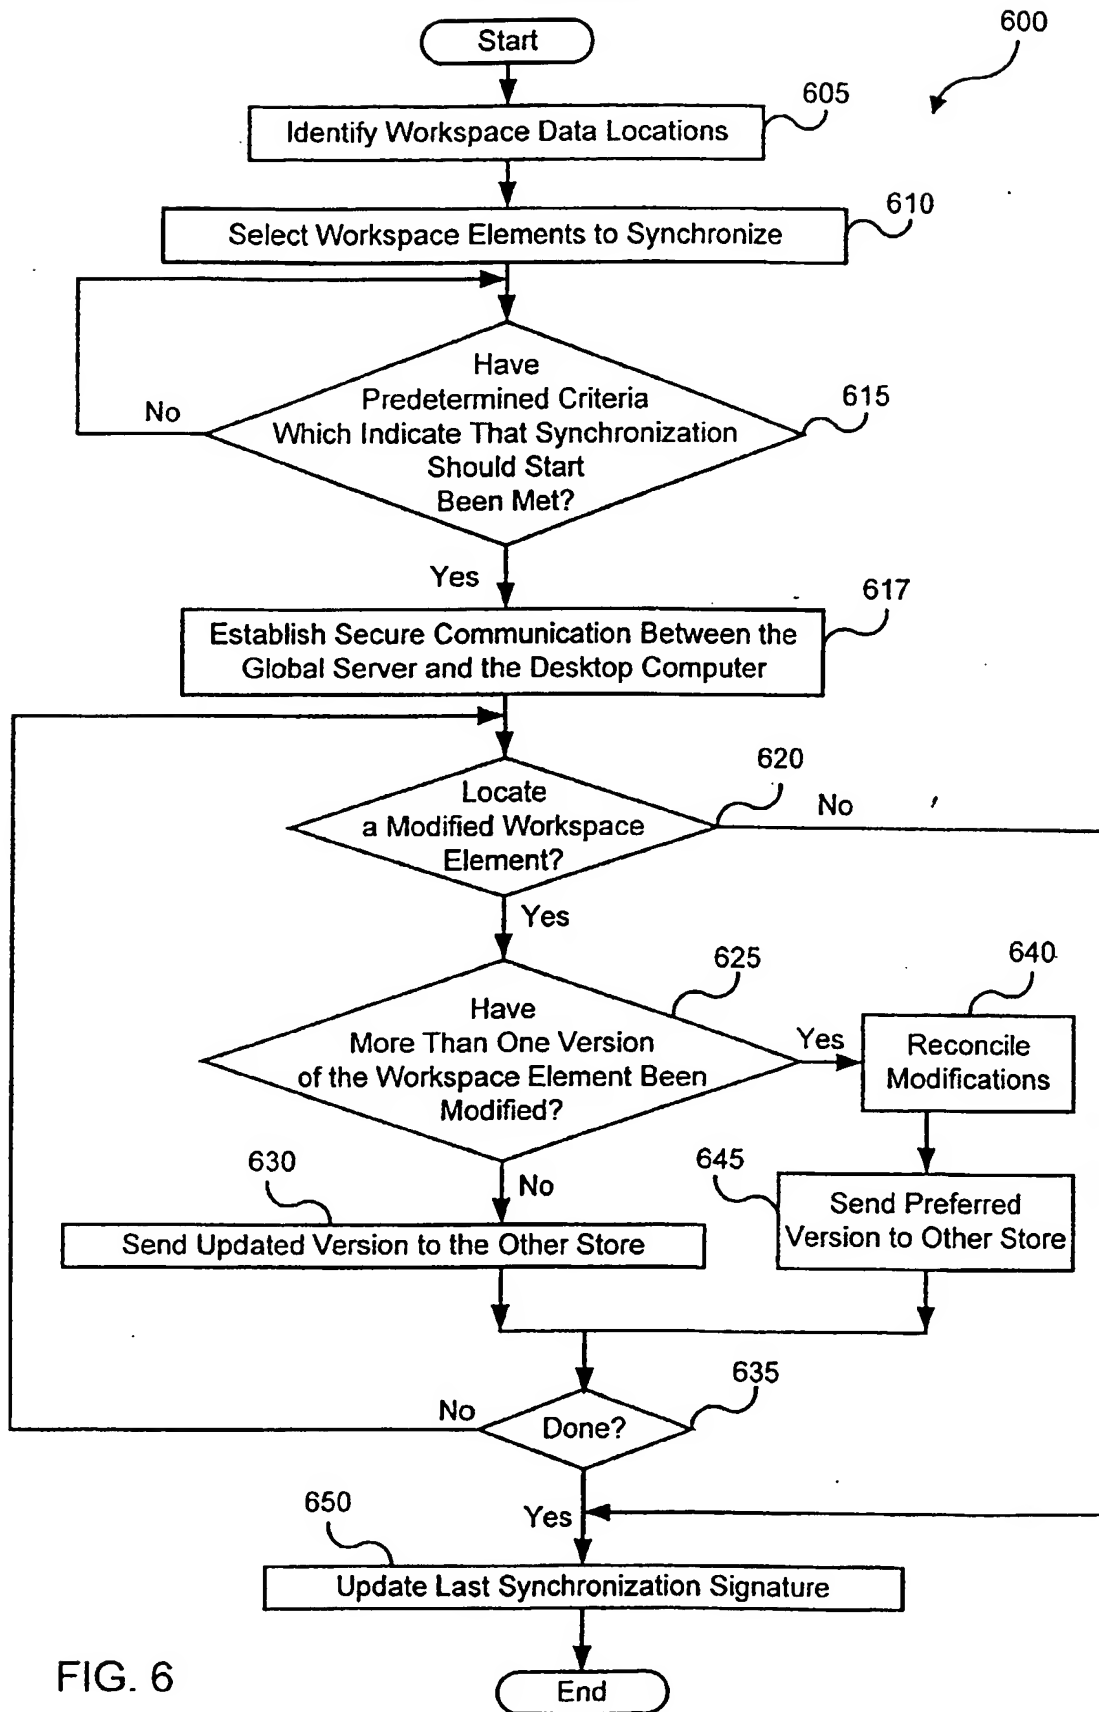 Start
600
605
Identify Workspace Data Locations
610
Select Workspace Elements to Synchronize
Have
Predetermined Criteria
Which Indicate That Synchronization
Should Start
Been Met?
No
615
Yes
617
Establish Secure Communication Between the
Global Server and the Desktop Computer
620
Locate
a Modified Workspace
Element?
No
Yes
625
640
Have
More Than One Version
of the Workspace Element Been
Modified?
Yes
Reconcile
Modifications
630
No
645
Send Updated Version to the Other Store
Send Preferred
Version to Other Store
635
No
Done?
650
Yes
Update Last Synchronization Signature
FIG. 6
End